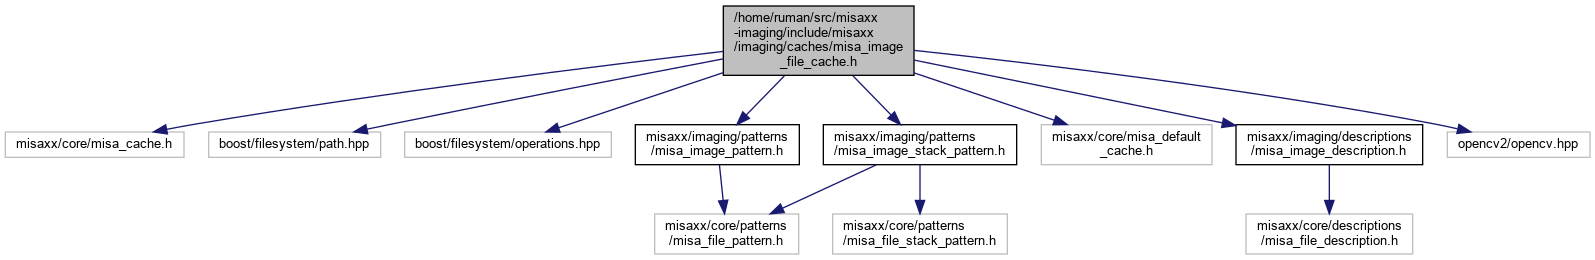 /home/ruman/src/misaxx
-imaging/include/misaxx
/imaging/caches/misa_image
_file_cache.h
misaxx/core/misa_cache.h
boost/filesystem/path.hpp
boost/filesystem/operations.hpp
misaxx/imaging/patterns
/misa_image_pattern.h
misaxx/imaging/patterns
/misa_image_stack_pattern.h
misaxx/core/misa_default
_cache.h
misaxx/imaging/descriptions
/misa_image_description.h
opencv2/opencv.hpp
misaxx/core/patterns
/misa_file_pattern.h
misaxx/core/patterns
/misa_file_stack_pattern.h
misaxx/core/descriptions
/misa_file_description.h